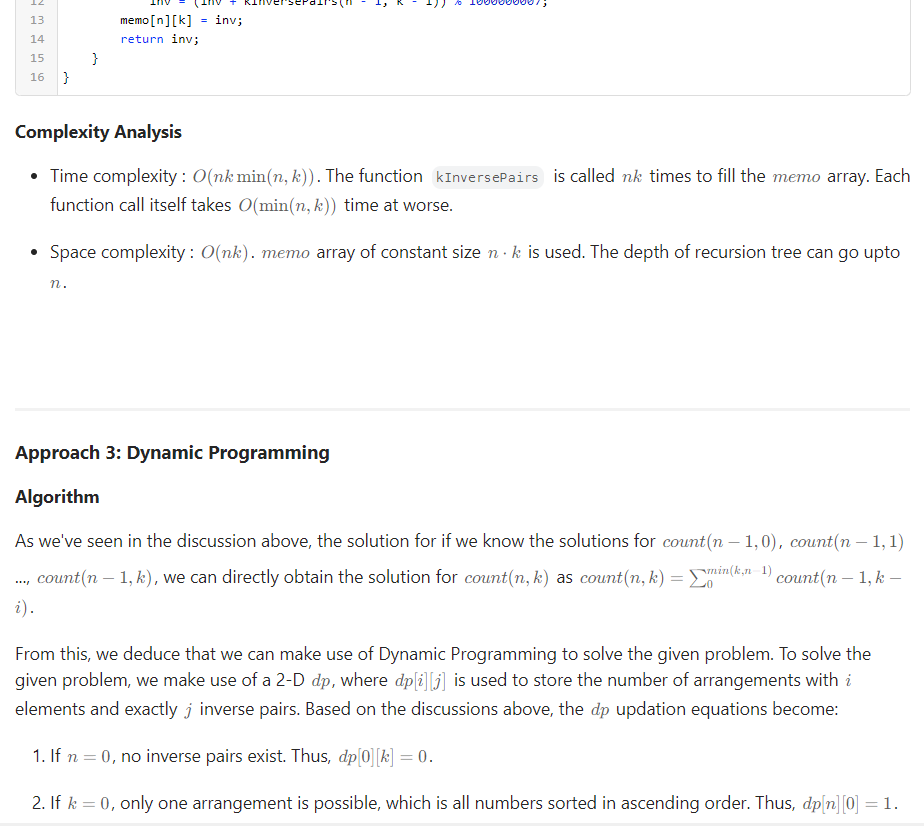 12 inv = (inv + kInversePairs(n - 1, k - i)) % 1000000007;
13 memo[n][k] = inv;
14 return inv;
15 }
16 }
Complexity Analysis
• Time complexity : O(nk min(n, k)). The function kInversePairs is called nk times to fill the memo array. Each
function call itself takes O(min(n, k)) time at worse.
• Space complexity : O(nk). memo array of constant size n · k is used. The depth of recursion tree can go upto
n.
Approach 3: Dynamic Programming
Algorithm
As we've seen in the discussion above, the solution for if we know the solutions for count(n − 1, 0), count(n − 1, 1)
..., count(n − 1, k), we can directly obtain the solution for count(n, k) as count(n, k) = ∑₀^{min(k,n−1)} count(n − 1, k −
i).
From this, we deduce that we can make use of Dynamic Programming to solve the given problem. To solve the
given problem, we make use of a 2-D dp, where dp[i][j] is used to store the number of arrangements with i
elements and exactly j inverse pairs. Based on the discussions above, the dp updation equations become:
1. If n = 0, no inverse pairs exist. Thus, dp[0][k] = 0.
2. If k = 0, only one arrangement is possible, which is all numbers sorted in ascending order. Thus, dp[n][0] = 1.